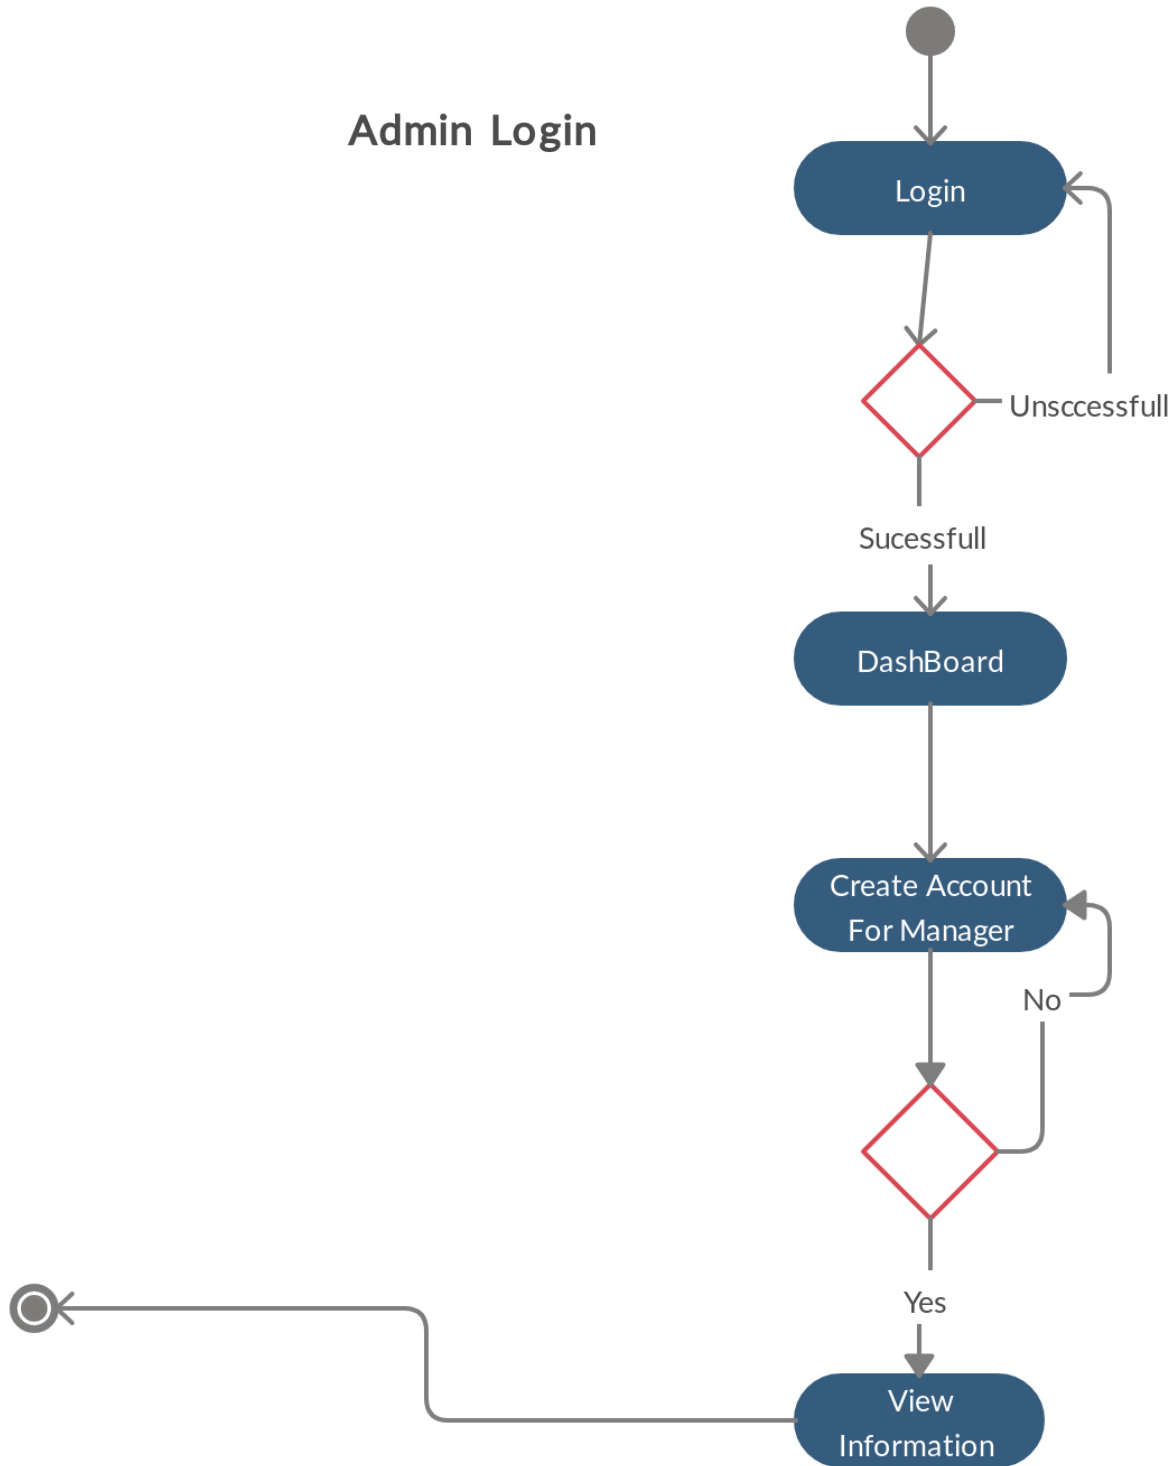 Admin Login
Login
Unsccessfull
Sucessfull
DashBoard
Create Account
For Manager
No
Yes
View
Information